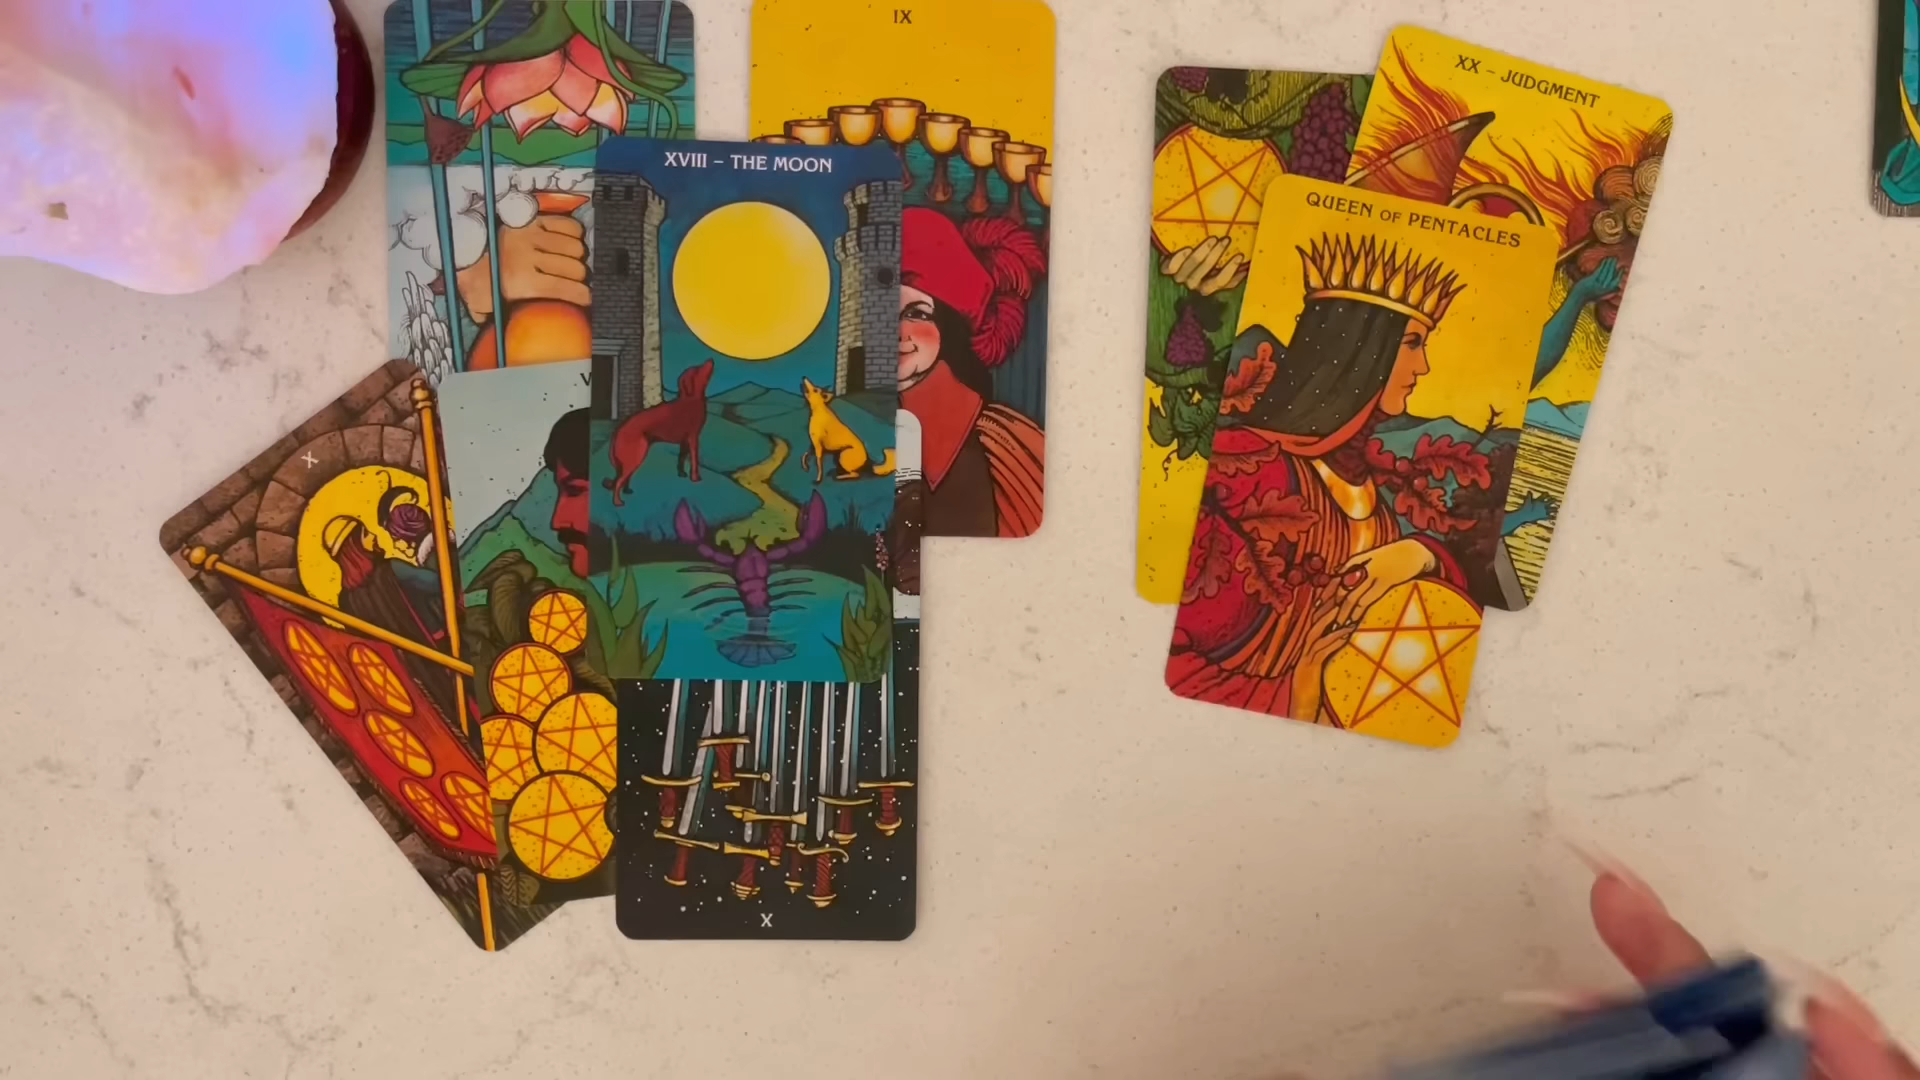 IX
XX – JUDGMENT
XVIII – THE MOON
QUEEN OF PENTACLES
X
X